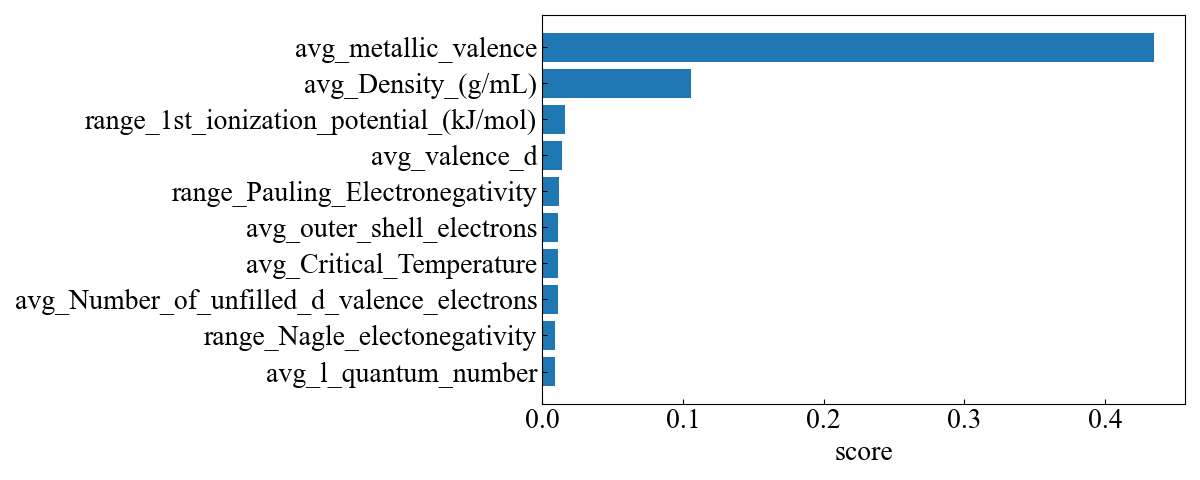 avg_metallic_valence
avg_Density_(g/mL)
range_1st_ionization_potential_(kJ/mol)
avg_valence_d
range_Pauling_Electronegativity
avg_outer_shell_electrons
avg_Critical_Temperature
avg_Number_of_unfilled_d_valence_electrons
range_Nagle_electonegativity
avg_l_quantum_number
0.0 0.1 0.2 0.3 0.4
score